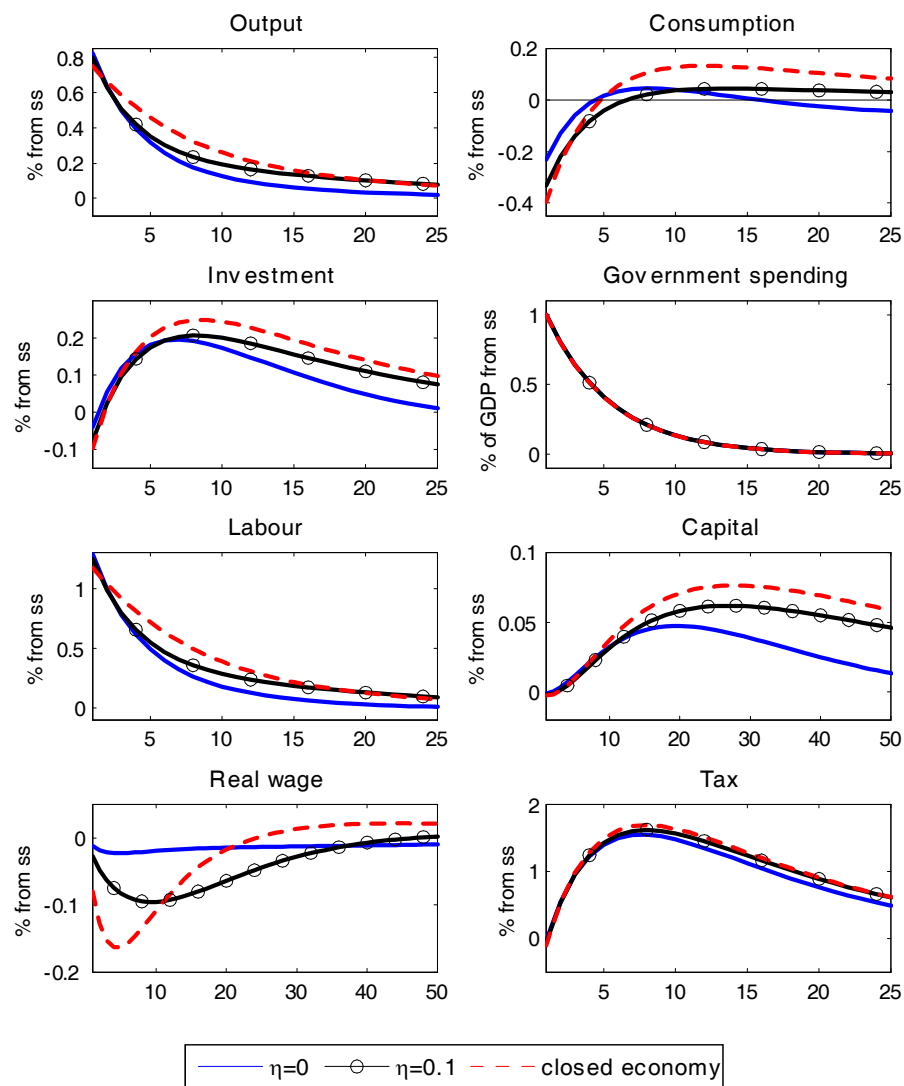 Output
% from ss
0.8
0.6
0.4
0.2
0
5 10 15 20 25
Consumption
% from ss
0.2
0
-0.2
-0.4
5 10 15 20 25
Investment
% from ss
0.2
0.1
0
-0.1
5 10 15 20 25
Government spending
% of GDP from ss
1
0.5
0
5 10 15 20 25
Labour
% from ss
1
0.5
0
5 10 15 20 25
Capital
% from ss
0.1
0.05
0
10 20 30 40 50
Real wage
% from ss
0
-0.1
-0.2
10 20 30 40 50
Tax
% from ss
2
1
0
5 10 15 20 25
η=0 η=0.1 closed economy